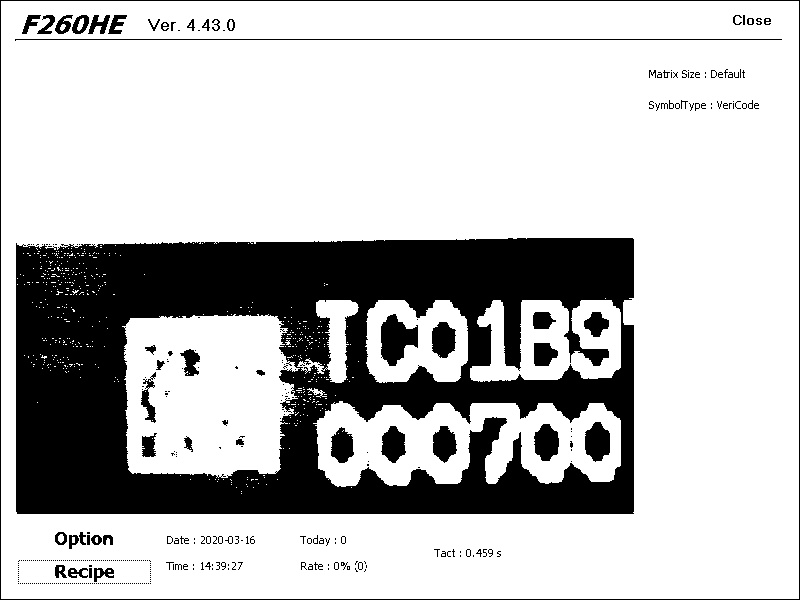 F260HE Ver. 4.43.0 Close
Matrix Size : Default
SymbolType : VeriCode
TC01B9
000700
Option
Recipe
Date : 2020-03-16
Time : 14:39:27
Today : 0
Rate : 0% (0)
Tact : 0.459 s